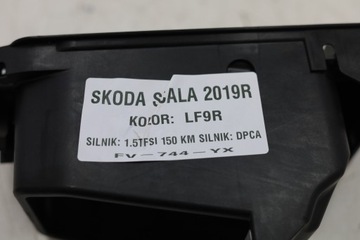 SKODA SCALA 2019R
KOLOR: LF9R
SILNIK: 1.5TFSI 150 KM SILNIK: DPCA
FV-744-YX